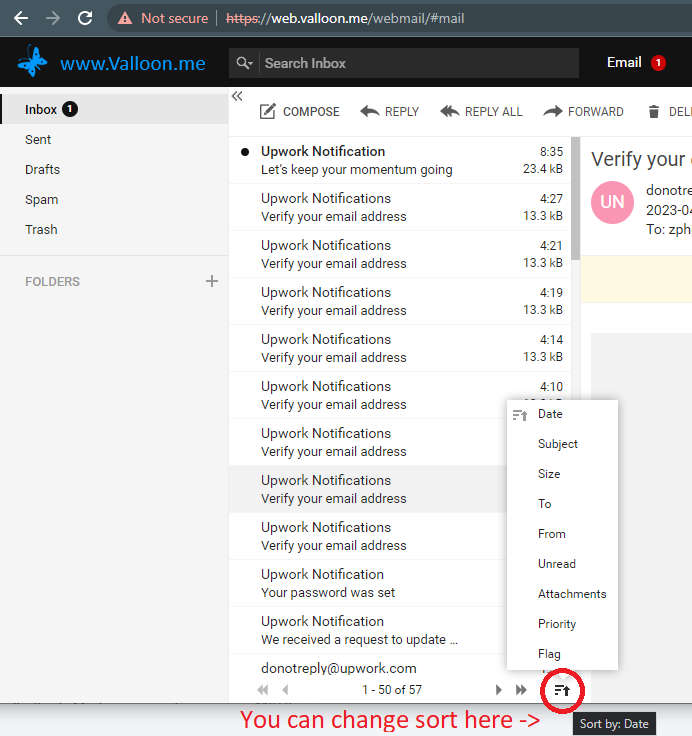 Not secure https://web.valloon.me/webmail/#mail
www.Valloon.me
Search Inbox
Email 1
Inbox 1
Sent
Drafts
Spam
Trash
FOLDERS
COMPOSE REPLY REPLY ALL FORWARD DEL
Upwork Notification 8:35
Let's keep your momentum going 23.4 kB
Upwork Notifications 4:27
Verify your email address 13.3 kB
Upwork Notifications 4:21
Verify your email address 13.3 kB
Upwork Notifications 4:19
Verify your email address 13.3 kB
Upwork Notifications 4:14
Verify your email address 13.3 kB
Upwork Notifications 4:10
Verify your email address
Upwork Notifications
Verify your email address
Upwork Notifications
Verify your email address
Upwork Notifications
Verify your email address
Upwork Notification
Your password was set
Upwork Notification
We received a request to update ...
donotreply@upwork.com
1 - 50 of 57
Date
Subject
Size
To
From
Unread
Attachments
Priority
Flag
Verify your
UN
donotre
2023-04
To: zph
You can change sort here ->
Sort by: Date